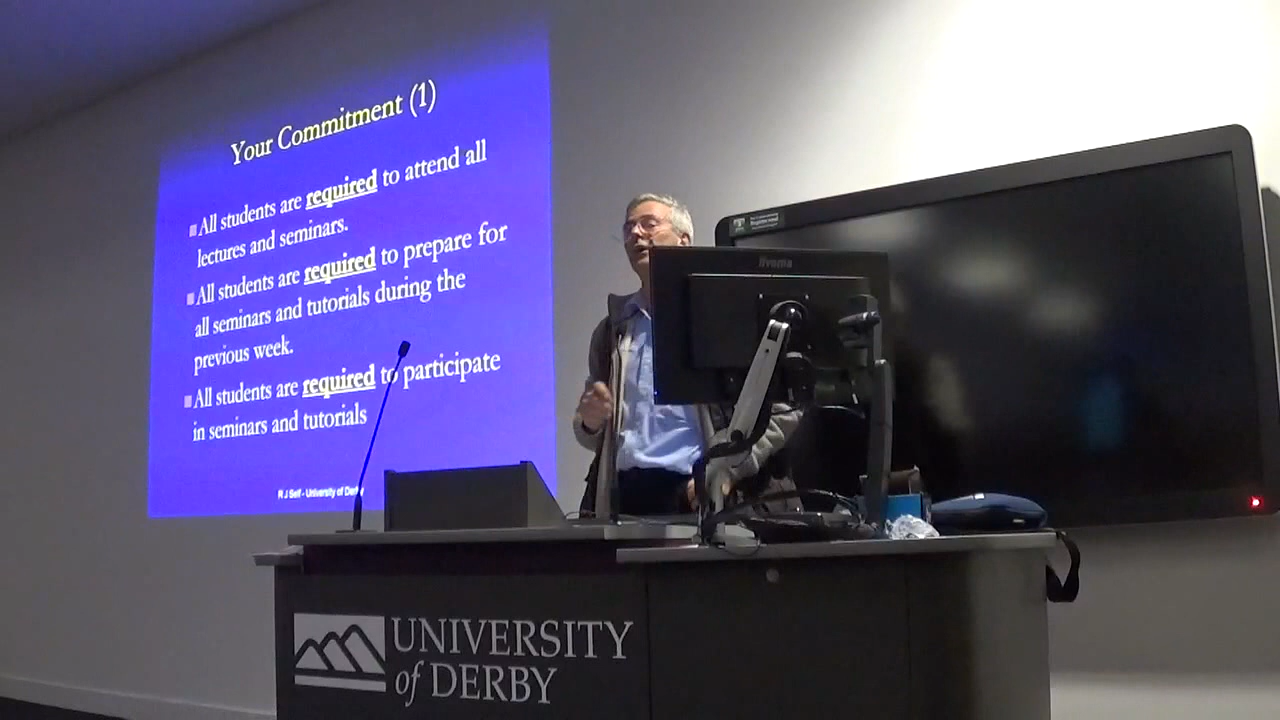 Your Commitment (1)
All students are required to attend all
lectures and seminars.
All students are required to prepare for
all seminars and tutorials during the
previous week.
All students are required to participate
in seminars and tutorials
R J Self - University of Derby
iiyama
UNIVERSITY
of DERBY